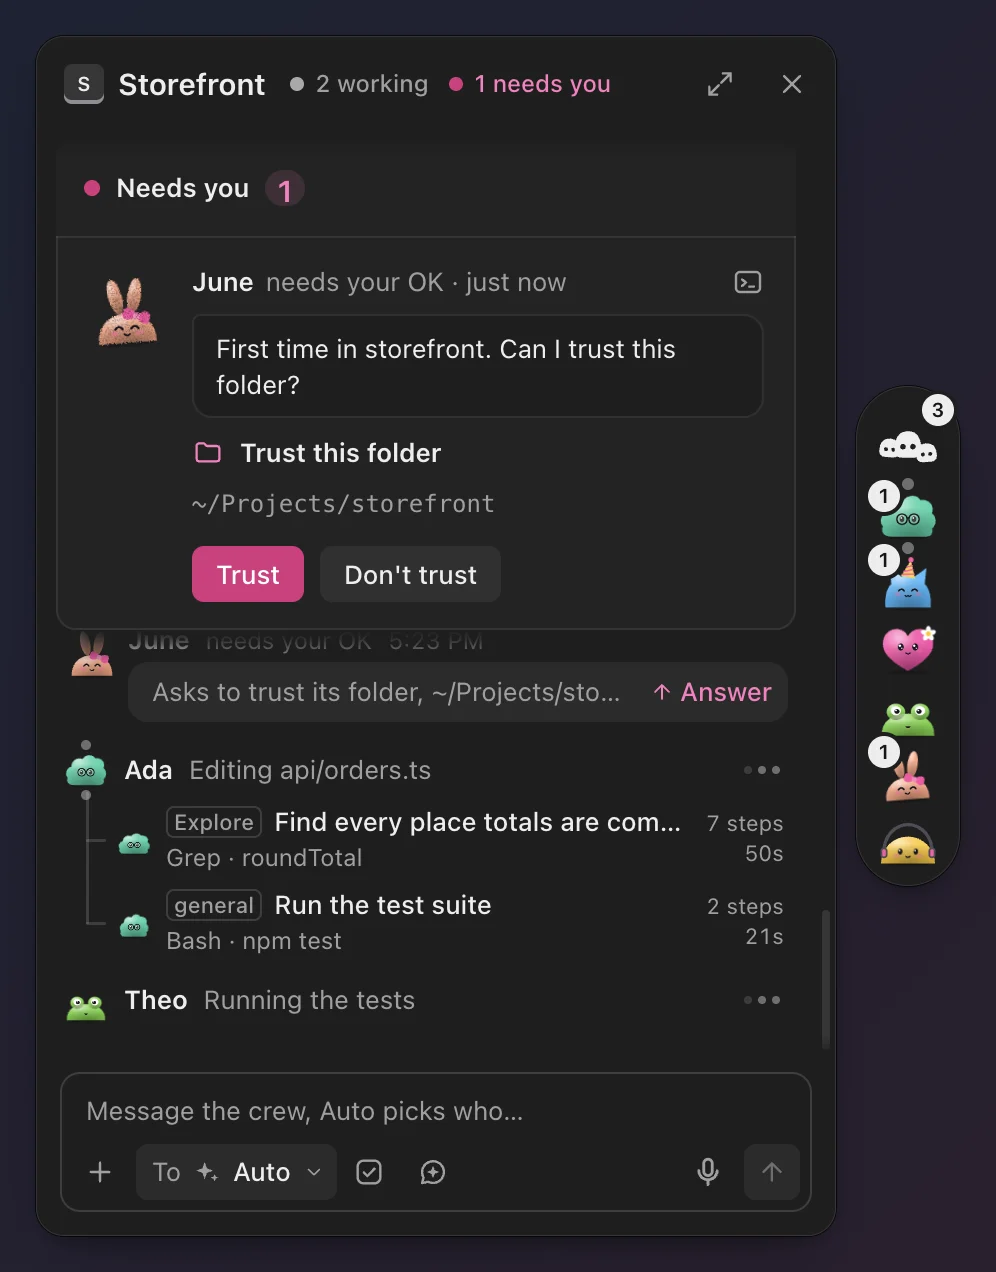 S Storefront 2 working 1 needs you
Needs you 1
June needs your OK · just now
First time in storefront. Can I trust this
folder?
Trust this folder
~/Projects/storefront
Trust Don't trust
June needs your OK 5:23 PM
Asks to trust its folder, ~/Projects/sto... ↑ Answer
Ada Editing api/orders.ts
Explore Find every place totals are com... 7 steps
Grep · roundTotal 50s
general Run the test suite 2 steps
Bash · npm test 21s
Theo Running the tests
Message the crew, Auto picks who...
To Auto
3
1
1
1